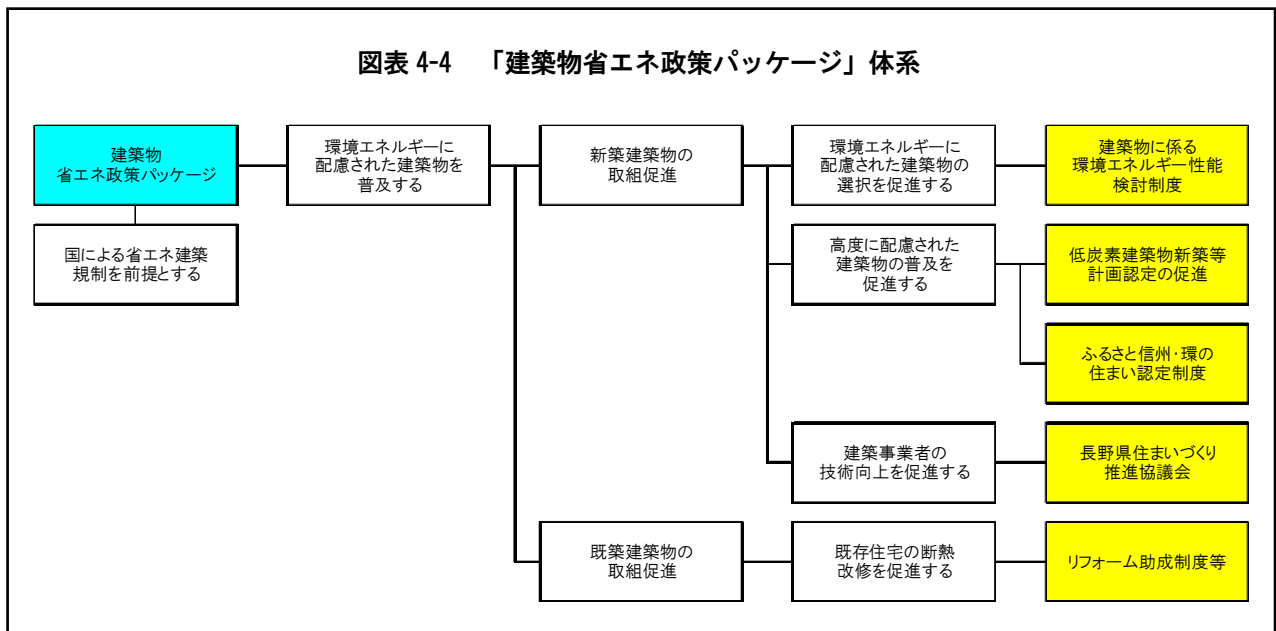 図表 4-4 「建築物省エネ政策パッケージ」体系
建築物
省エネ政策パッケージ
国による省エネ建築
規制を前提とする
環境エネルギーに
配慮された建築物を
普及する
新築建築物の
取組促進
環境エネルギーに
配慮された建築物の
選択を促進する
建築物に係る
環境エネルギー性能
検討制度
高度に配慮された
建築物の普及を
促進する
低炭素建築物新築等
計画認定の促進
ふるさと信州・環の
住まい認定制度
建築事業者の
技術向上を促進する
長野県住まいづくり
推進協議会
既築建築物の
取組促進
既存住宅の断熱
改修を促進する
リフォーム助成制度等